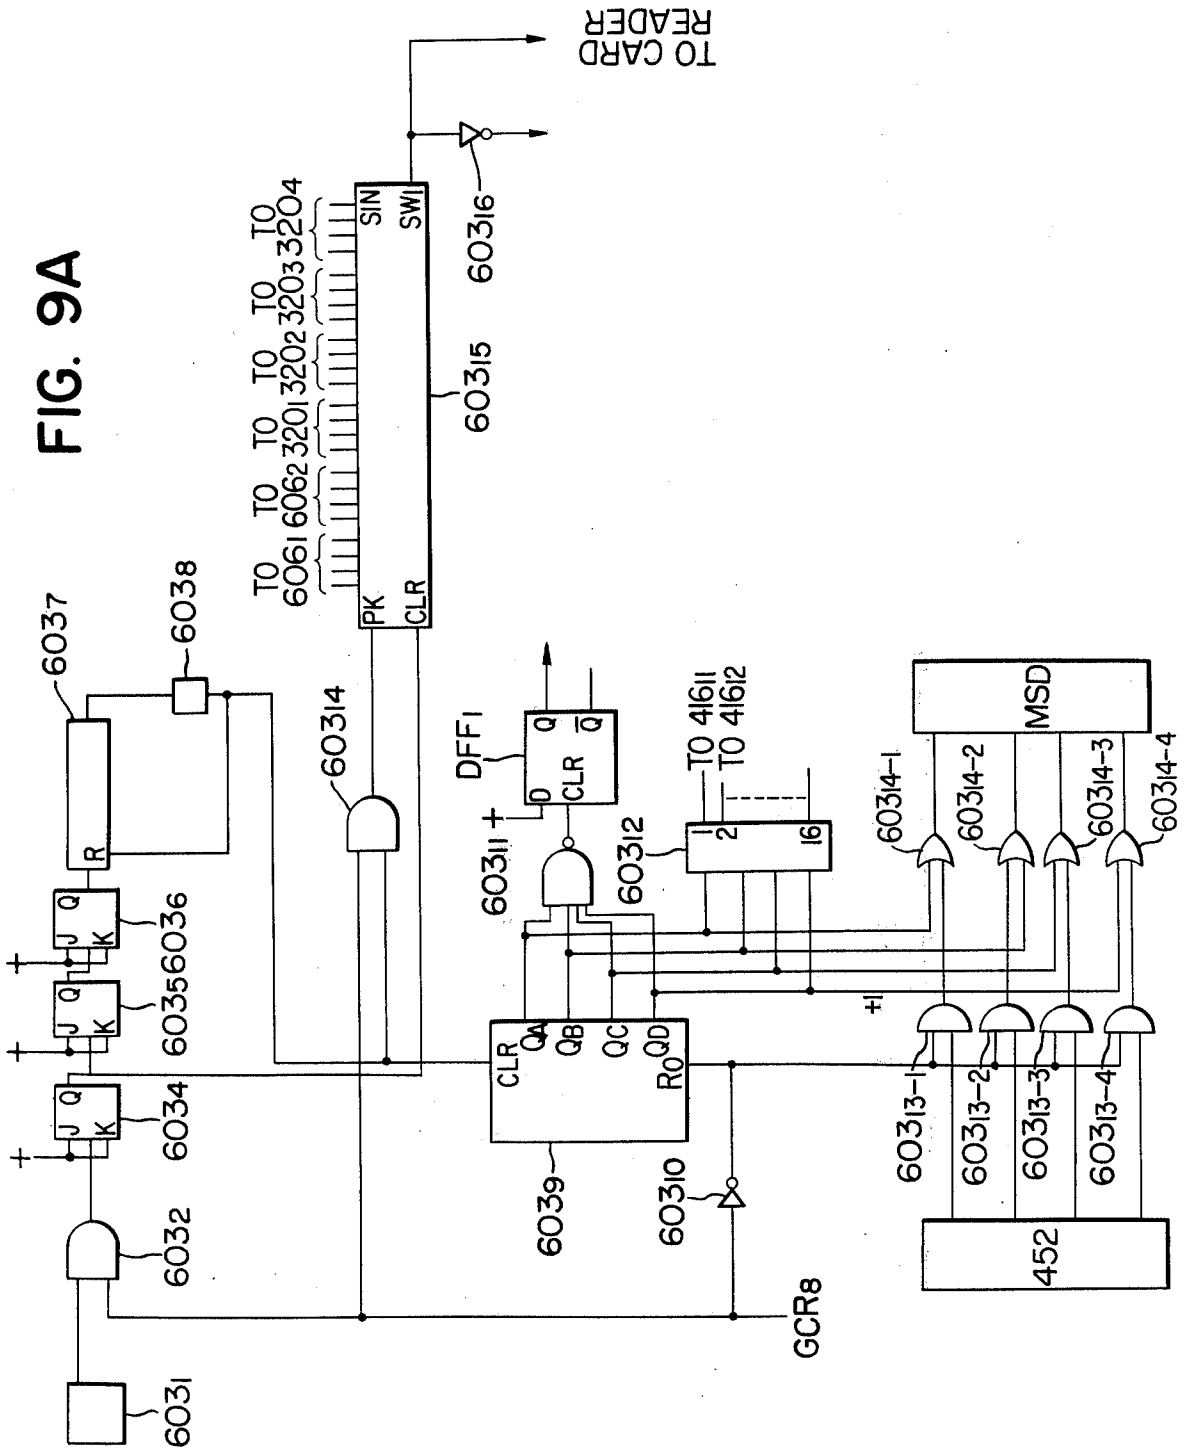 FIG. 9A
6031
6032
J
K
Q
6034
J
K
Q
6035
J
K
Q
6036
R
6037
6038
GCR8
60314
PK
CLR
SIN
SW1
TO 6061
TO 6062
TO 3201
TO 3202
TO 3203
TO 3204
60315
60316
TO CARD
READER
6039
CLR
QA
QB
QC
QD
R0
60310
60311
DFF1
D
CLR
Q
Q
60312
1
2
16
TO 41611
TO 41612
+1
452
60313-1
60313-2
60313-3
60313-4
60314-1
60314-2
60314-3
60314-4
MSD